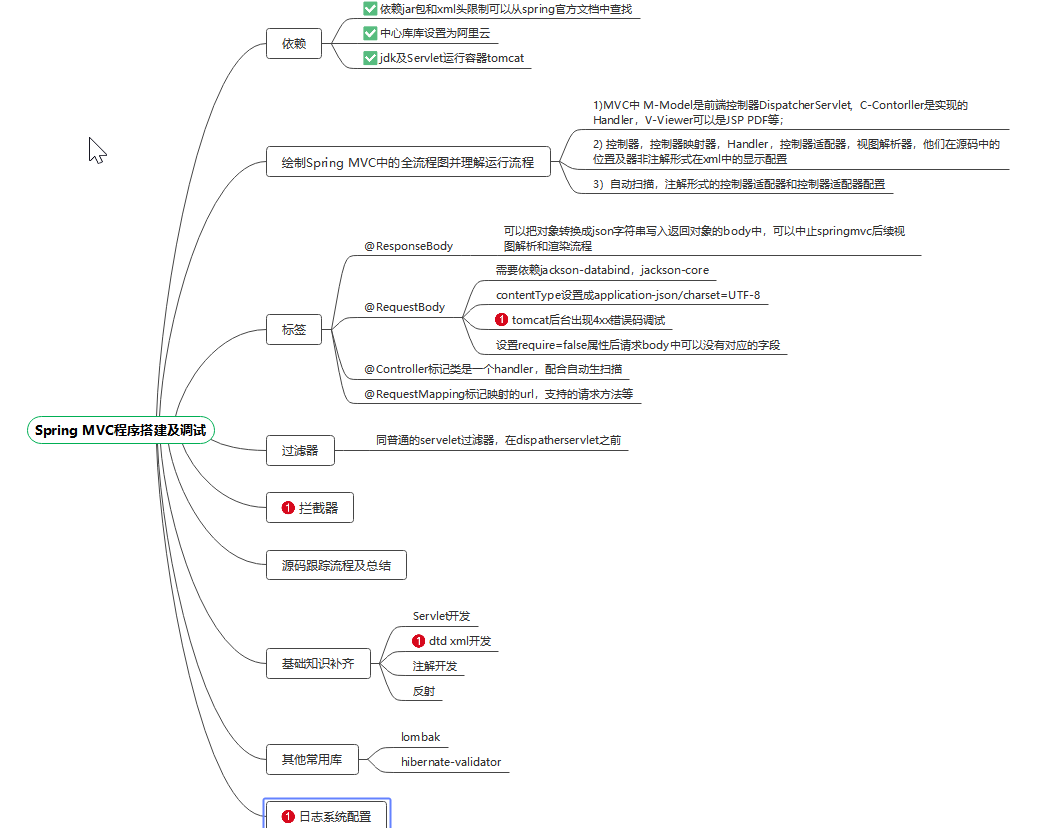 依赖jar包和xml头限制可以从spring官方文档中查找
中心库库设置为阿里云
jdk及Servlet运行容器tomcat
依赖
1)MVC中 M-Model是前端控制器DispatcherServlet, C-Contorller是实现的
Handler，V-Viewer可以是JSP PDF等；
2) 控制器，控制器映射器，Handler，控制器适配器，视图解析器，他们在源码中的
位置及器非注解形式在xml中的显示配置
3）自动扫描，注解形式的控制器适配器和控制器适配器配置
绘制Spring MVC中的全流程图并理解运行流程
@ResponseBody
可以把对象转换成json字符串写入返回对象的body中，可以中止springmvc后续视
图解析和渲染流程
@RequestBody
需要依赖jackson-databind，jackson-core
contentType设置成application-json/charset=UTF-8
1 tomcat后台出现4xx错误码调试
设置require=false属性后请求body中可以没有对应的字段
标签
@Controller标记类是一个handler，配合自动生扫描
@RequestMapping标记映射的url，支持的请求方法等
Spring MVC程序搭建及调试
过滤器
同普通的servelet过滤器，在dispatherservlet之前
1 拦截器
源码跟踪流程及总结
基础知识补齐
Servlet开发
1 dtd xml开发
注解开发
反射
其他常用库
lombak
hibernate-validator
1 日志系统配置